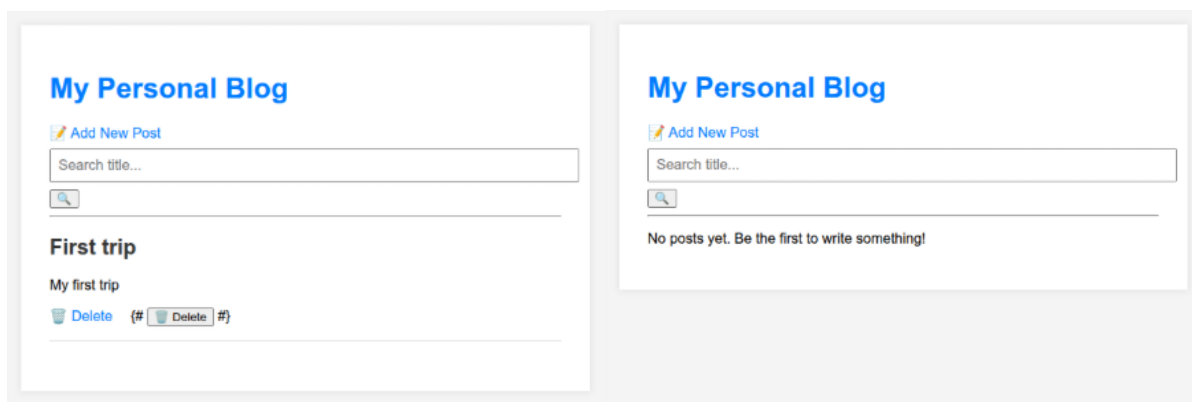 My Personal Blog
📝 Add New Post
Search title...
🔍
First trip
My first trip
🗑️ Delete {# 🗑️ Delete #}
My Personal Blog
📝 Add New Post
Search title...
🔍
No posts yet. Be the first to write something!